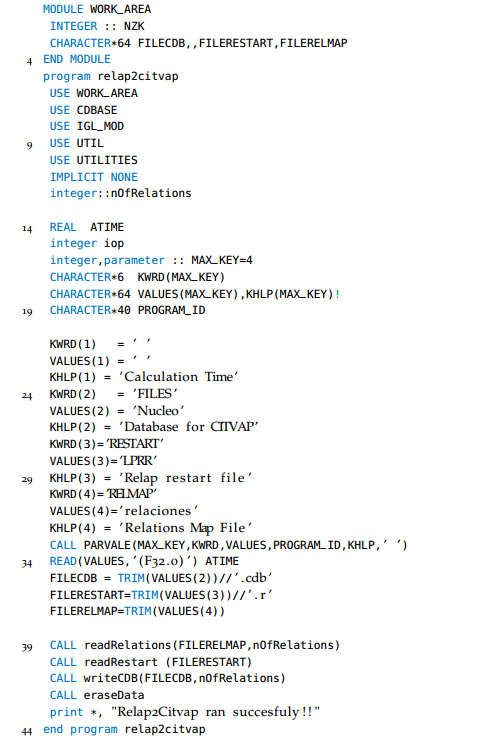 MODULE WORK_AREA
INTEGER :: NZK
CHARACTER*64 FILECDB,,FILERESTART,FILERELMAP
4 END MODULE
program relap2citvap
USE WORK_AREA
USE CDBASE
USE IGL_MOD
9 USE UTIL
USE UTILITIES
IMPLICIT NONE
integer::nOfRelations
14 REAL ATIME
integer iop
integer,parameter :: MAX_KEY=4
CHARACTER*6 KWRD(MAX_KEY)
CHARACTER*64 VALUES(MAX_KEY),KHLP(MAX_KEY)!
19 CHARACTER*40 PROGRAM_ID
KWRD(1) = ' '
VALUES(1) = ' '
KHLP(1) = 'Calculation Time'
24 KWRD(2) = 'FILES'
VALUES(2) = 'Nucleo'
KHLP(2) = 'Database for CITVAP'
KWRD(3)='RESTART'
VALUES(3)='LPRR'
29 KHLP(3) = 'Relap restart file'
KWRD(4)='RELMAP'
VALUES(4)='relaciones'
KHLP(4) = 'Relations Map File'
CALL PARVALE(MAX_KEY,KWRD,VALUES,PROGRAM_ID,KHLP,' ')
34 READ(VALUES,'(F32.0)') ATIME
FILECDB = TRIM(VALUES(2))//'.cdb'
FILERESTART=TRIM(VALUES(3))//'.r'
FILERELMAP=TRIM(VALUES(4))
39 CALL readRelations(FILERELMAP,nOfRelations)
CALL readRestart (FILERESTART)
CALL writeCDB(FILECDB,nOfRelations)
CALL eraseData
print *, "Relap2Citvap ran succesfuly!!"
44 end program relap2citvap